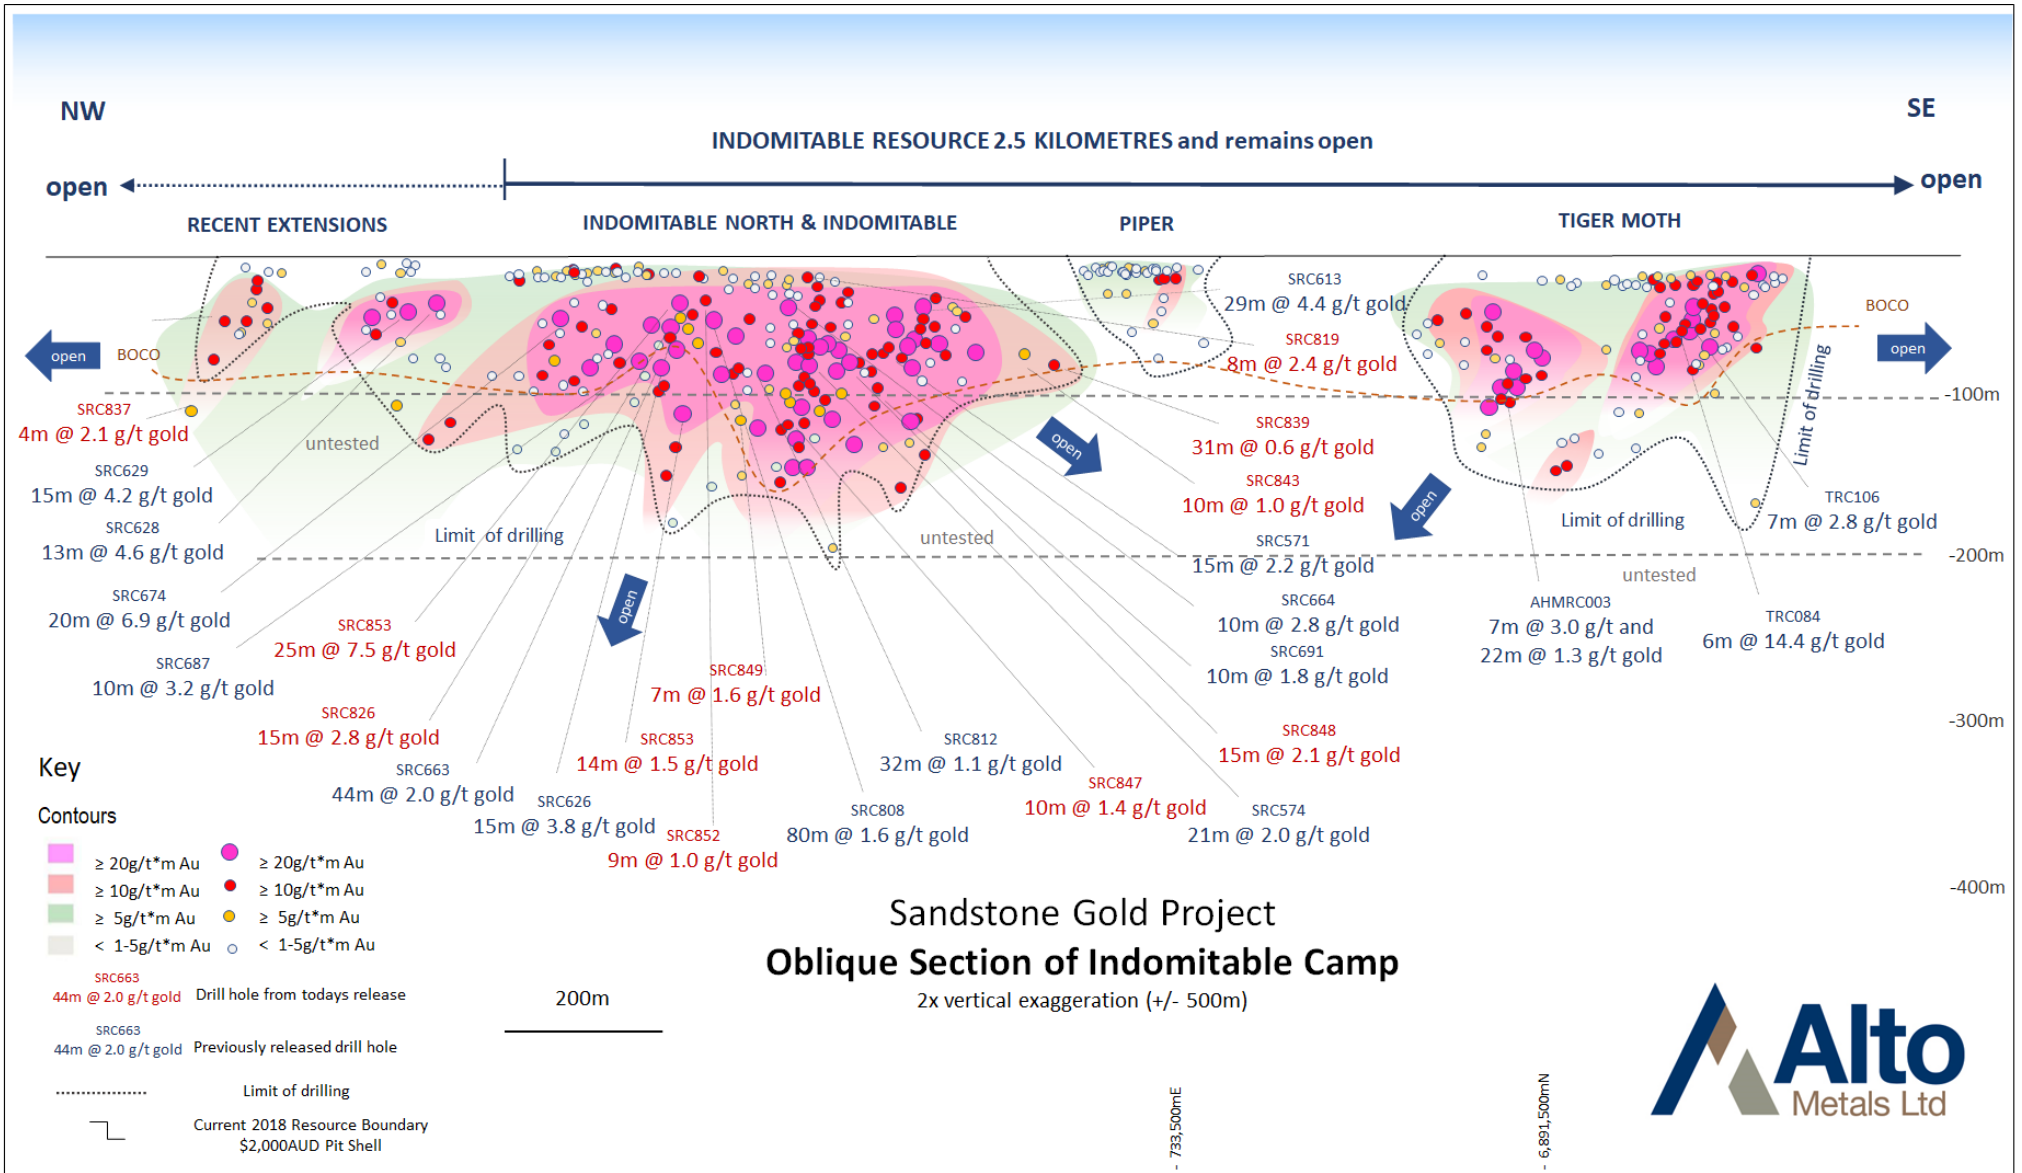 NW
SE
INDOMITABLE RESOURCE 2.5 KILOMETRES and remains open
open
open
RECENT EXTENSIONS
INDOMITABLE NORTH & INDOMITABLE
PIPER
TIGER MOTH
SRC613
29m @ 4.4 g/t gold
BOCO
SRC819
8m @ 2.4 g/t gold
open
BOCO
open
Limit of drilling
-100m
SRC837
4m @ 2.1 g/t gold
untested
open
SRC839
31m @ 0.6 g/t gold
SRC629
15m @ 4.2 g/t gold
SRC843
10m @ 1.0 g/t gold
open
TRC106
7m @ 2.8 g/t gold
SRC628
13m @ 4.6 g/t gold
Limit of drilling
untested
Limit of drilling
SRC571
15m @ 2.2 g/t gold
-200m
untested
SRC674
20m @ 6.9 g/t gold
open
SRC664
10m @ 2.8 g/t gold
AHMRC003
7m @ 3.0 g/t and
22m @ 1.3 g/t gold
TRC084
6m @ 14.4 g/t gold
SRC853
25m @ 7.5 g/t gold
SRC687
10m @ 3.2 g/t gold
SRC849
7m @ 1.6 g/t gold
SRC691
10m @ 1.8 g/t gold
SRC826
15m @ 2.8 g/t gold
-300m
SRC853
14m @ 1.5 g/t gold
SRC812
32m @ 1.1 g/t gold
SRC848
15m @ 2.1 g/t gold
SRC663
44m @ 2.0 g/t gold
SRC847
10m @ 1.4 g/t gold
SRC626
15m @ 3.8 g/t gold
SRC808
80m @ 1.6 g/t gold
SRC574
21m @ 2.0 g/t gold
SRC852
9m @ 1.0 g/t gold
-400m
Key
Contours
≥ 20g/t*m Au
≥ 20g/t*m Au
≥ 10g/t*m Au
≥ 10g/t*m Au
≥ 5g/t*m Au
≥ 5g/t*m Au
< 1-5g/t*m Au
< 1-5g/t*m Au
SRC663
44m @ 2.0 g/t gold
Drill hole from todays release
SRC663
44m @ 2.0 g/t gold
Previously released drill hole
Limit of drilling
Current 2018 Resource Boundary
$2,000AUD Pit Shell
200m
Sandstone Gold Project
Oblique Section of Indomitable Camp
2x vertical exaggeration (+/- 500m)
- 733,500mE
- 6,891,500mN
Alto
Metals Ltd